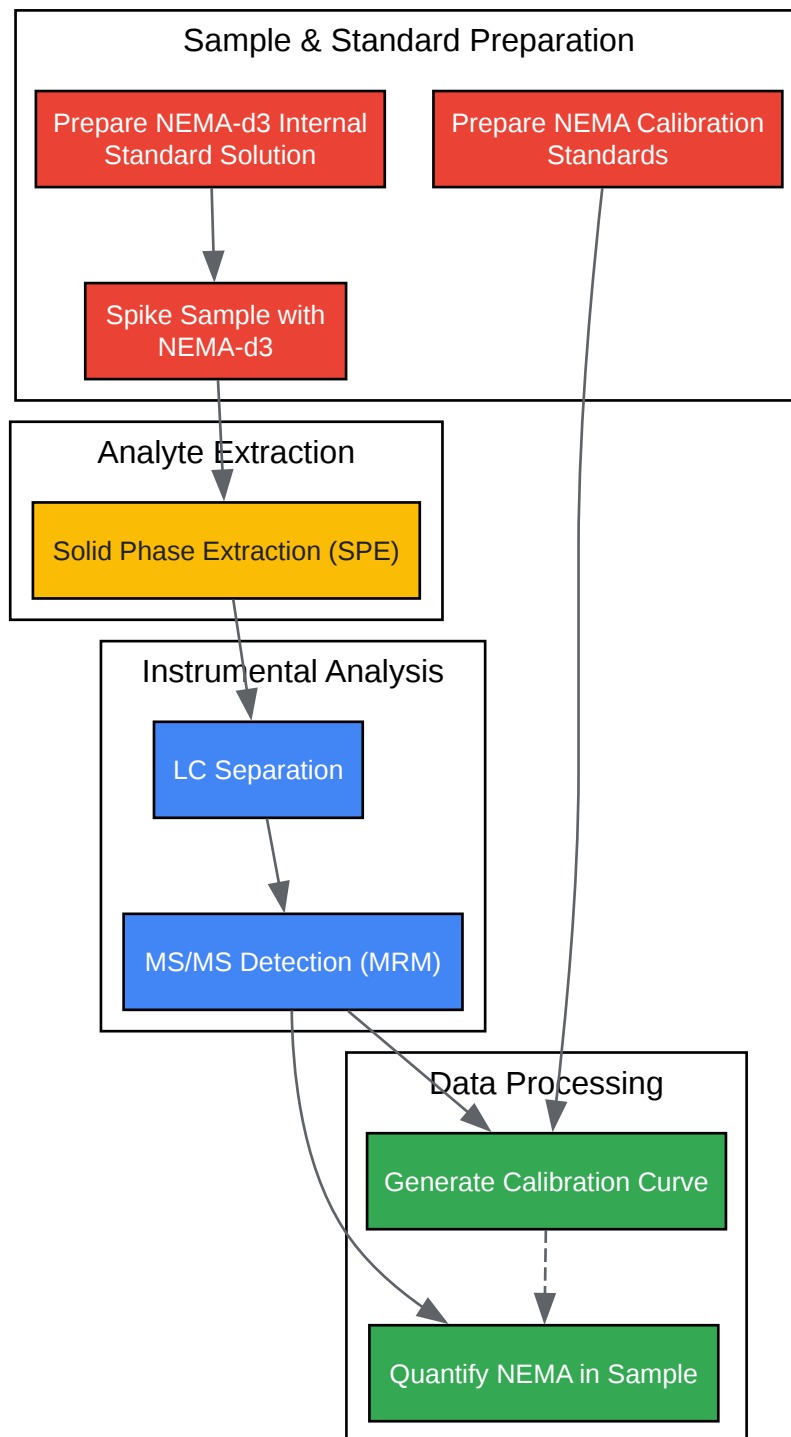 Sample & Standard Preparation
Prepare NEMA-d3 Internal
Standard Solution
Prepare NEMA Calibration
Standards
Spike Sample with
NEMA-d3
Analyte Extraction
Solid Phase Extraction (SPE)
Instrumental Analysis
LC Separation
MS/MS Detection (MRM)
Data Processing
Generate Calibration Curve
Quantify NEMA in Sample